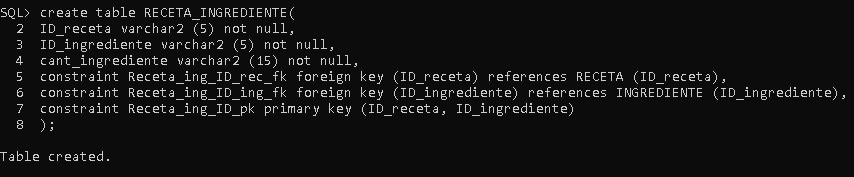 SQL> create table RECETA_INGREDIENTE(
  2  ID_receta varchar2 (5) not null,
  3  ID_ingrediente varchar2 (5) not null,
  4  cant_ingrediente varchar2 (15) not null,
  5  constraint Receta_ing_ID_rec_fk foreign key (ID_receta) references RECETA (ID_receta),
  6  constraint Receta_ing_ID_ing_fk foreign key (ID_ingrediente) references INGREDIENTE (ID_ingrediente),
  7  constraint Receta_ing_ID_pk primary key (ID_receta, ID_ingrediente)
  8  );
Table created.